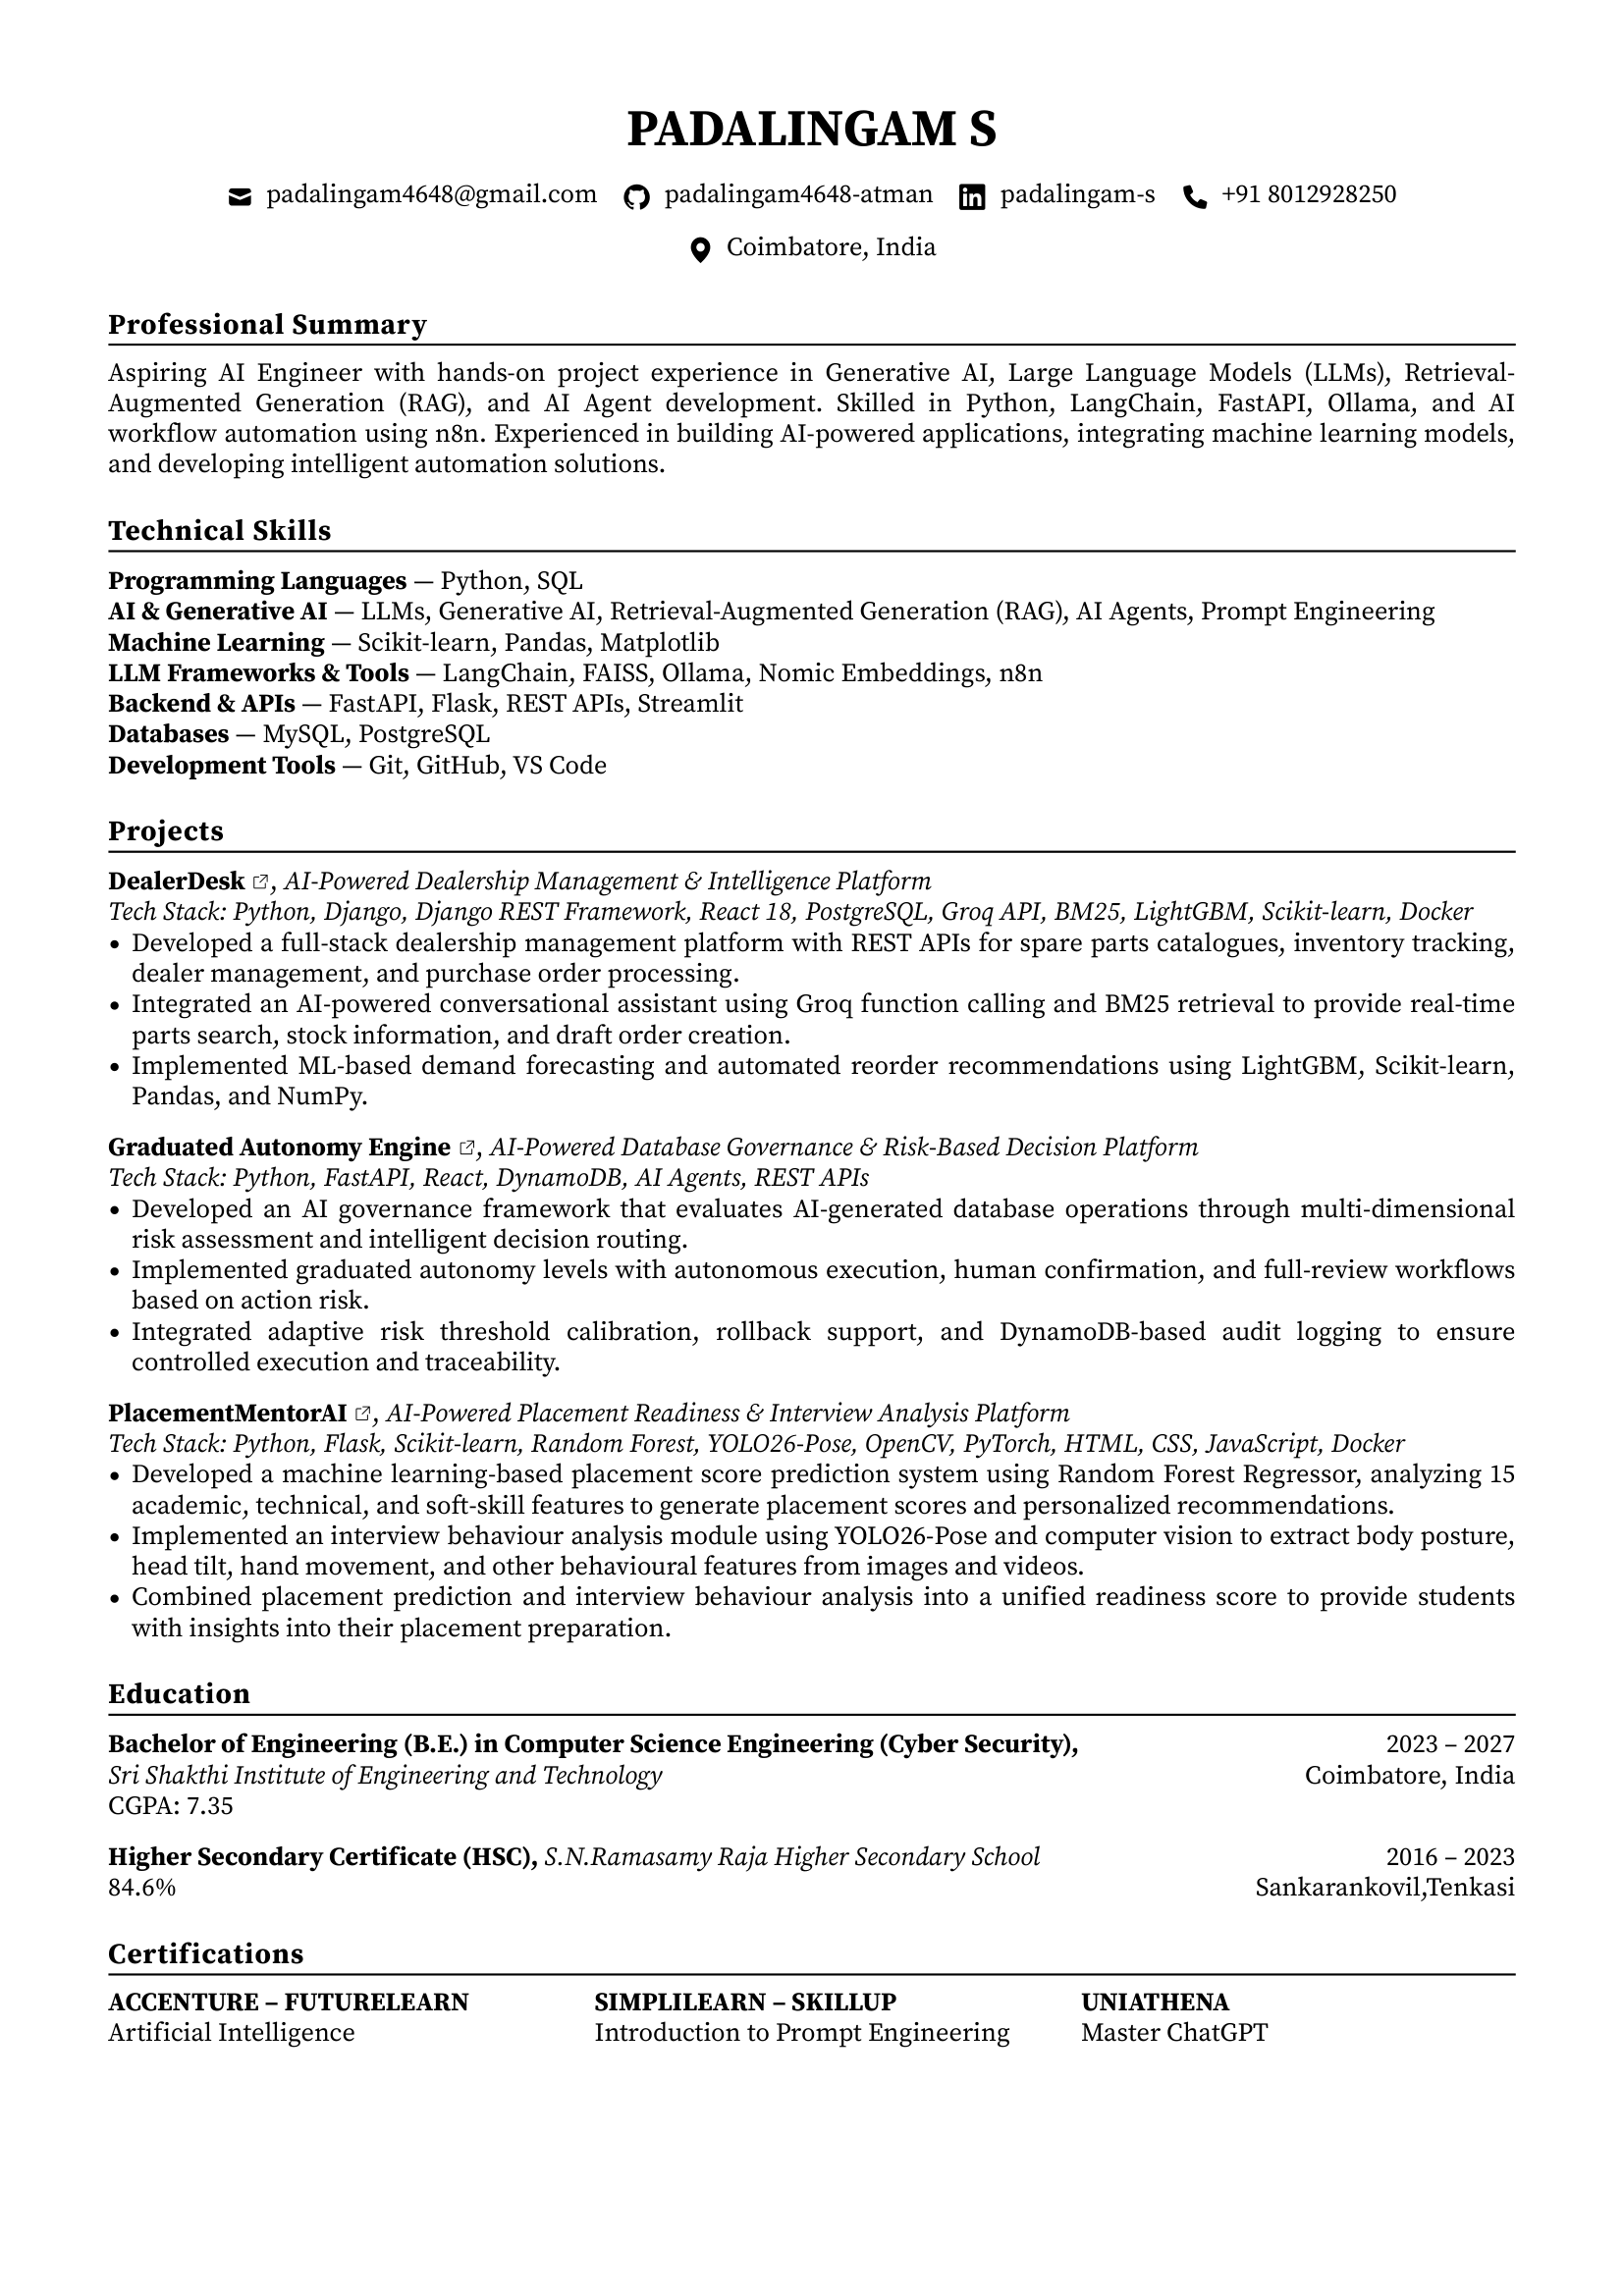 PADALINGAM S
padalingam4648@gmail.com padalingam4648-atman padalingam-s +91 8012928250
Coimbatore, India
Professional Summary
Aspiring AI Engineer with hands-on project experience in Generative AI, Large Language Models (LLMs), Retrieval-
Augmented Generation (RAG), and AI Agent development. Skilled in Python, LangChain, FastAPI, Ollama, and AI
workflow automation using n8n. Experienced in building AI-powered applications, integrating machine learning models,
and developing intelligent automation solutions.
Technical Skills
Programming Languages — Python, SQL
AI & Generative AI — LLMs, Generative AI, Retrieval-Augmented Generation (RAG), AI Agents, Prompt Engineering
Machine Learning — Scikit-learn, Pandas, Matplotlib
LLM Frameworks & Tools — LangChain, FAISS, Ollama, Nomic Embeddings, n8n
Backend & APIs — FastAPI, Flask, REST APIs, Streamlit
Databases — MySQL, PostgreSQL
Development Tools — Git, GitHub, VS Code
Projects
DealerDesk, AI-Powered Dealership Management & Intelligence Platform
Tech Stack: Python, Django, Django REST Framework, React 18, PostgreSQL, Groq API, BM25, LightGBM, Scikit-learn, Docker
• Developed a full-stack dealership management platform with REST APIs for spare parts catalogues, inventory tracking,
dealer management, and purchase order processing.
• Integrated an AI-powered conversational assistant using Groq function calling and BM25 retrieval to provide real-time
parts search, stock information, and draft order creation.
• Implemented ML-based demand forecasting and automated reorder recommendations using LightGBM, Scikit-learn,
Pandas, and NumPy.
Graduated Autonomy Engine, AI-Powered Database Governance & Risk-Based Decision Platform
Tech Stack: Python, FastAPI, React, DynamoDB, AI Agents, REST APIs
• Developed an AI governance framework that evaluates AI-generated database operations through multi-dimensional
risk assessment and intelligent decision routing.
• Implemented graduated autonomy levels with autonomous execution, human confirmation, and full-review workflows
based on action risk.
• Integrated adaptive risk threshold calibration, rollback support, and DynamoDB-based audit logging to ensure
controlled execution and traceability.
PlacementMentorAI, AI-Powered Placement Readiness & Interview Analysis Platform
Tech Stack: Python, Flask, Scikit-learn, Random Forest, YOLO26-Pose, OpenCV, PyTorch, HTML, CSS, JavaScript, Docker
• Developed a machine learning-based placement score prediction system using Random Forest Regressor, analyzing 15
academic, technical, and soft-skill features to generate placement scores and personalized recommendations.
• Implemented an interview behaviour analysis module using YOLO26-Pose and computer vision to extract body posture,
head tilt, hand movement, and other behavioural features from images and videos.
• Combined placement prediction and interview behaviour analysis into a unified readiness score to provide students
with insights into their placement preparation.
Education
Bachelor of Engineering (B.E.) in Computer Science Engineering (Cyber Security), 2023 – 2027
Sri Shakthi Institute of Engineering and Technology Coimbatore, India
CGPA: 7.35
Higher Secondary Certificate (HSC), S.N.Ramasamy Raja Higher Secondary School 2016 – 2023
84.6% Sankarankovil,Tenkasi
Certifications
ACCENTURE – FUTURELEARN SIMPLILEARN – SKILLUP UNIATHENA
Artificial Intelligence Introduction to Prompt Engineering Master ChatGPT